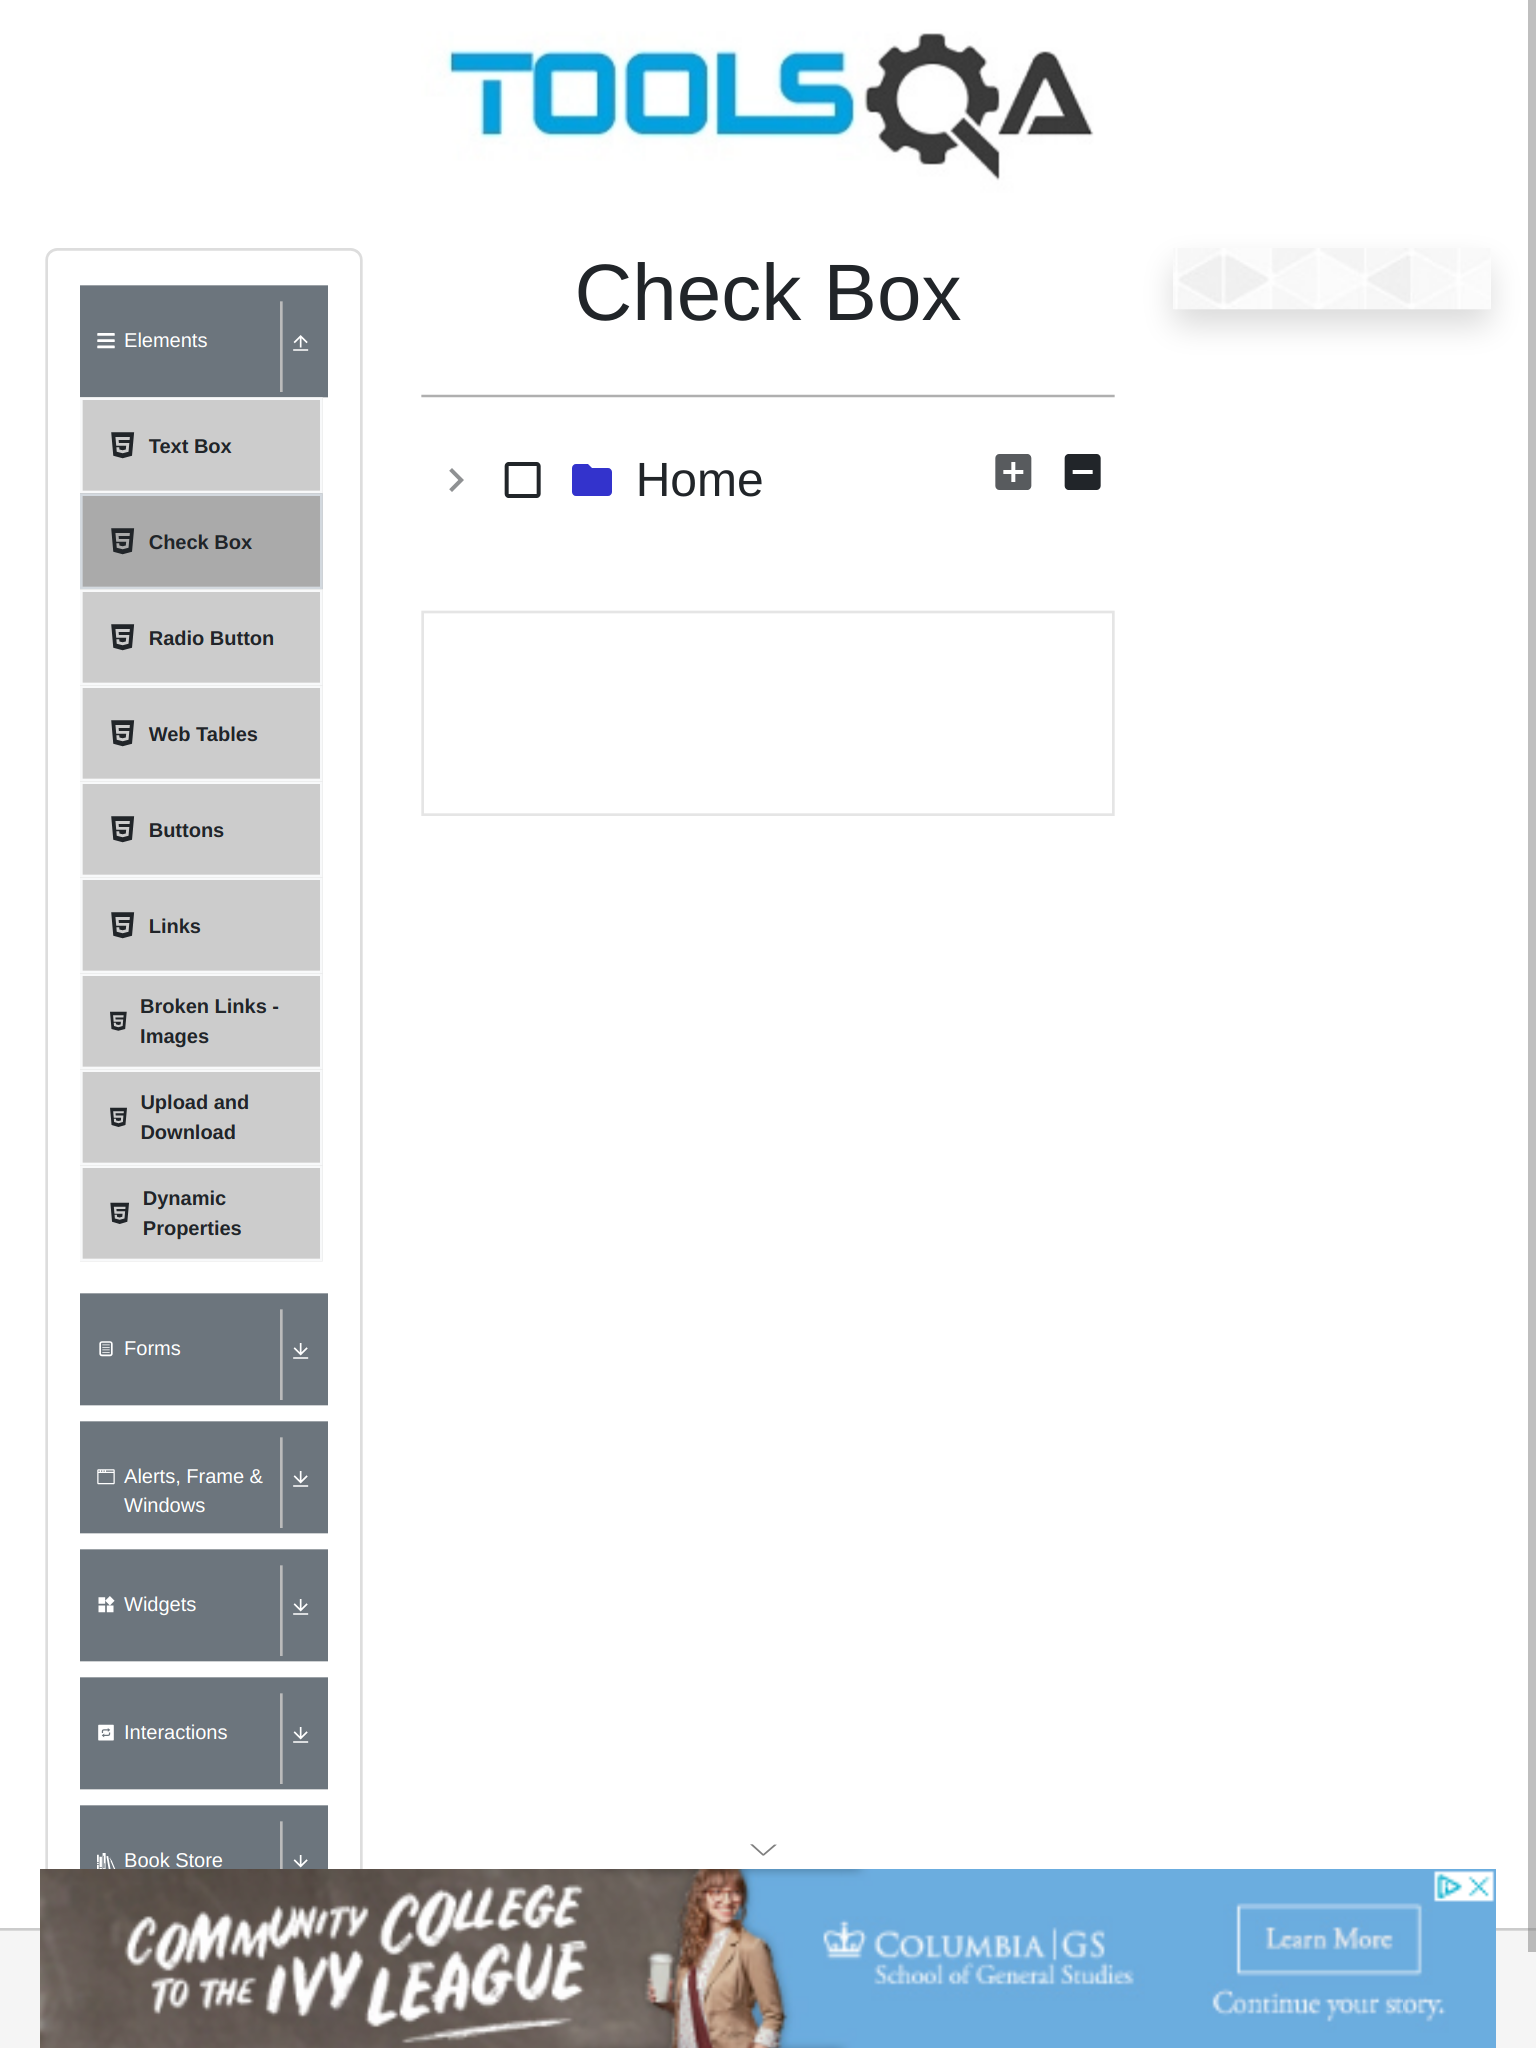 TOOLSQA
Check Box
Elements
Text Box
Check Box
Radio Button
Web Tables
Buttons
Links
Broken Links -
Images
Upload and
Download
Dynamic
Properties
Forms
Alerts, Frame &
Windows
Widgets
Interactions
Book Store
Home
COMMUNITY COLLEGE
TO THE IVY LEAGUE
COLUMBIA | GS
School of General Studies
Learn More
Continue your story.